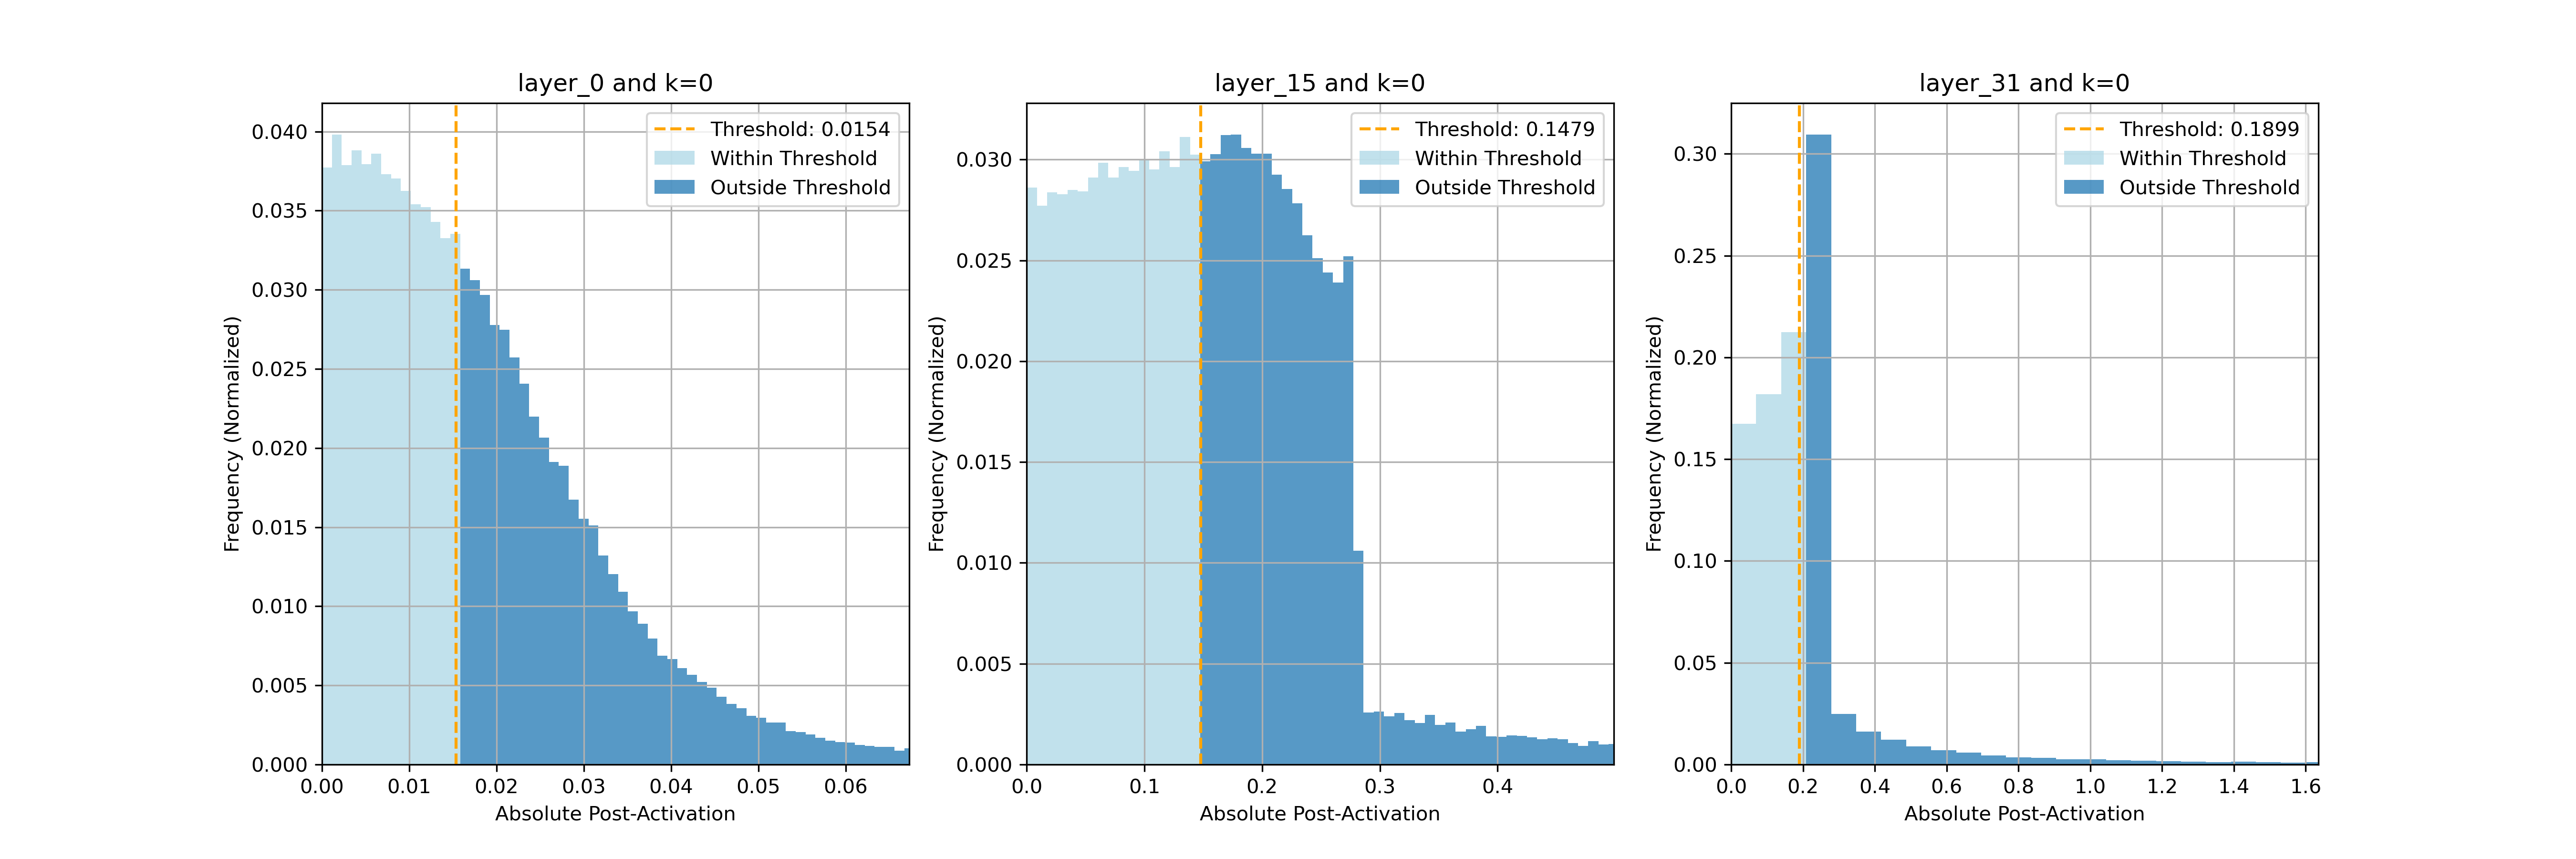 layer_0 and k=0
Threshold: 0.0154
Within Threshold
Outside Threshold
0.040
0.035
0.030
0.025
0.020
0.015
0.010
0.005
0.000
Frequency (Normalized)
0.00 0.01 0.02 0.03 0.04 0.05 0.06
Absolute Post-Activation
layer_15 and k=0
Threshold: 0.1479
Within Threshold
Outside Threshold
0.030
0.025
0.020
0.015
0.010
0.005
0.000
Frequency (Normalized)
0.0 0.1 0.2 0.3 0.4
Absolute Post-Activation
layer_31 and k=0
Threshold: 0.1899
Within Threshold
Outside Threshold
0.30
0.25
0.20
0.15
0.10
0.05
0.00
Frequency (Normalized)
0.0 0.2 0.4 0.6 0.8 1.0 1.2 1.4 1.6
Absolute Post-Activation